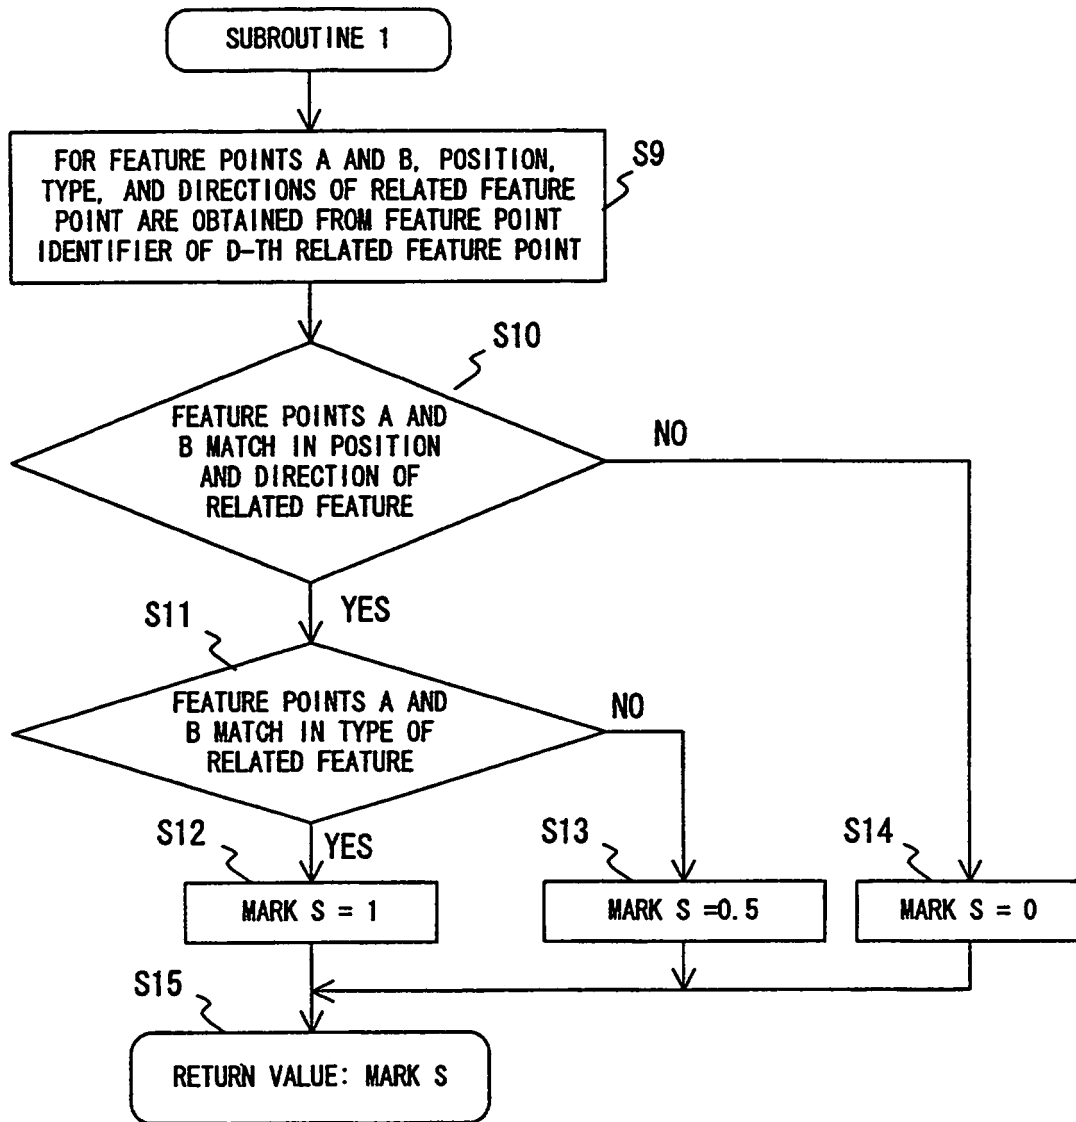 SUBROUTINE 1
FOR FEATURE POINTS A AND B, POSITION,
TYPE, AND DIRECTIONS OF RELATED FEATURE
POINT ARE OBTAINED FROM FEATURE POINT
IDENTIFIER OF D-TH RELATED FEATURE POINT
S9
S10
FEATURE POINTS A AND
B MATCH IN POSITION
AND DIRECTION OF
RELATED FEATURE
NO
YES
S11
FEATURE POINTS A AND
B MATCH IN TYPE OF
RELATED FEATURE
NO
YES
S12
MARK S = 1
S13
MARK S =0.5
S14
MARK S = 0
S15
RETURN VALUE: MARK S